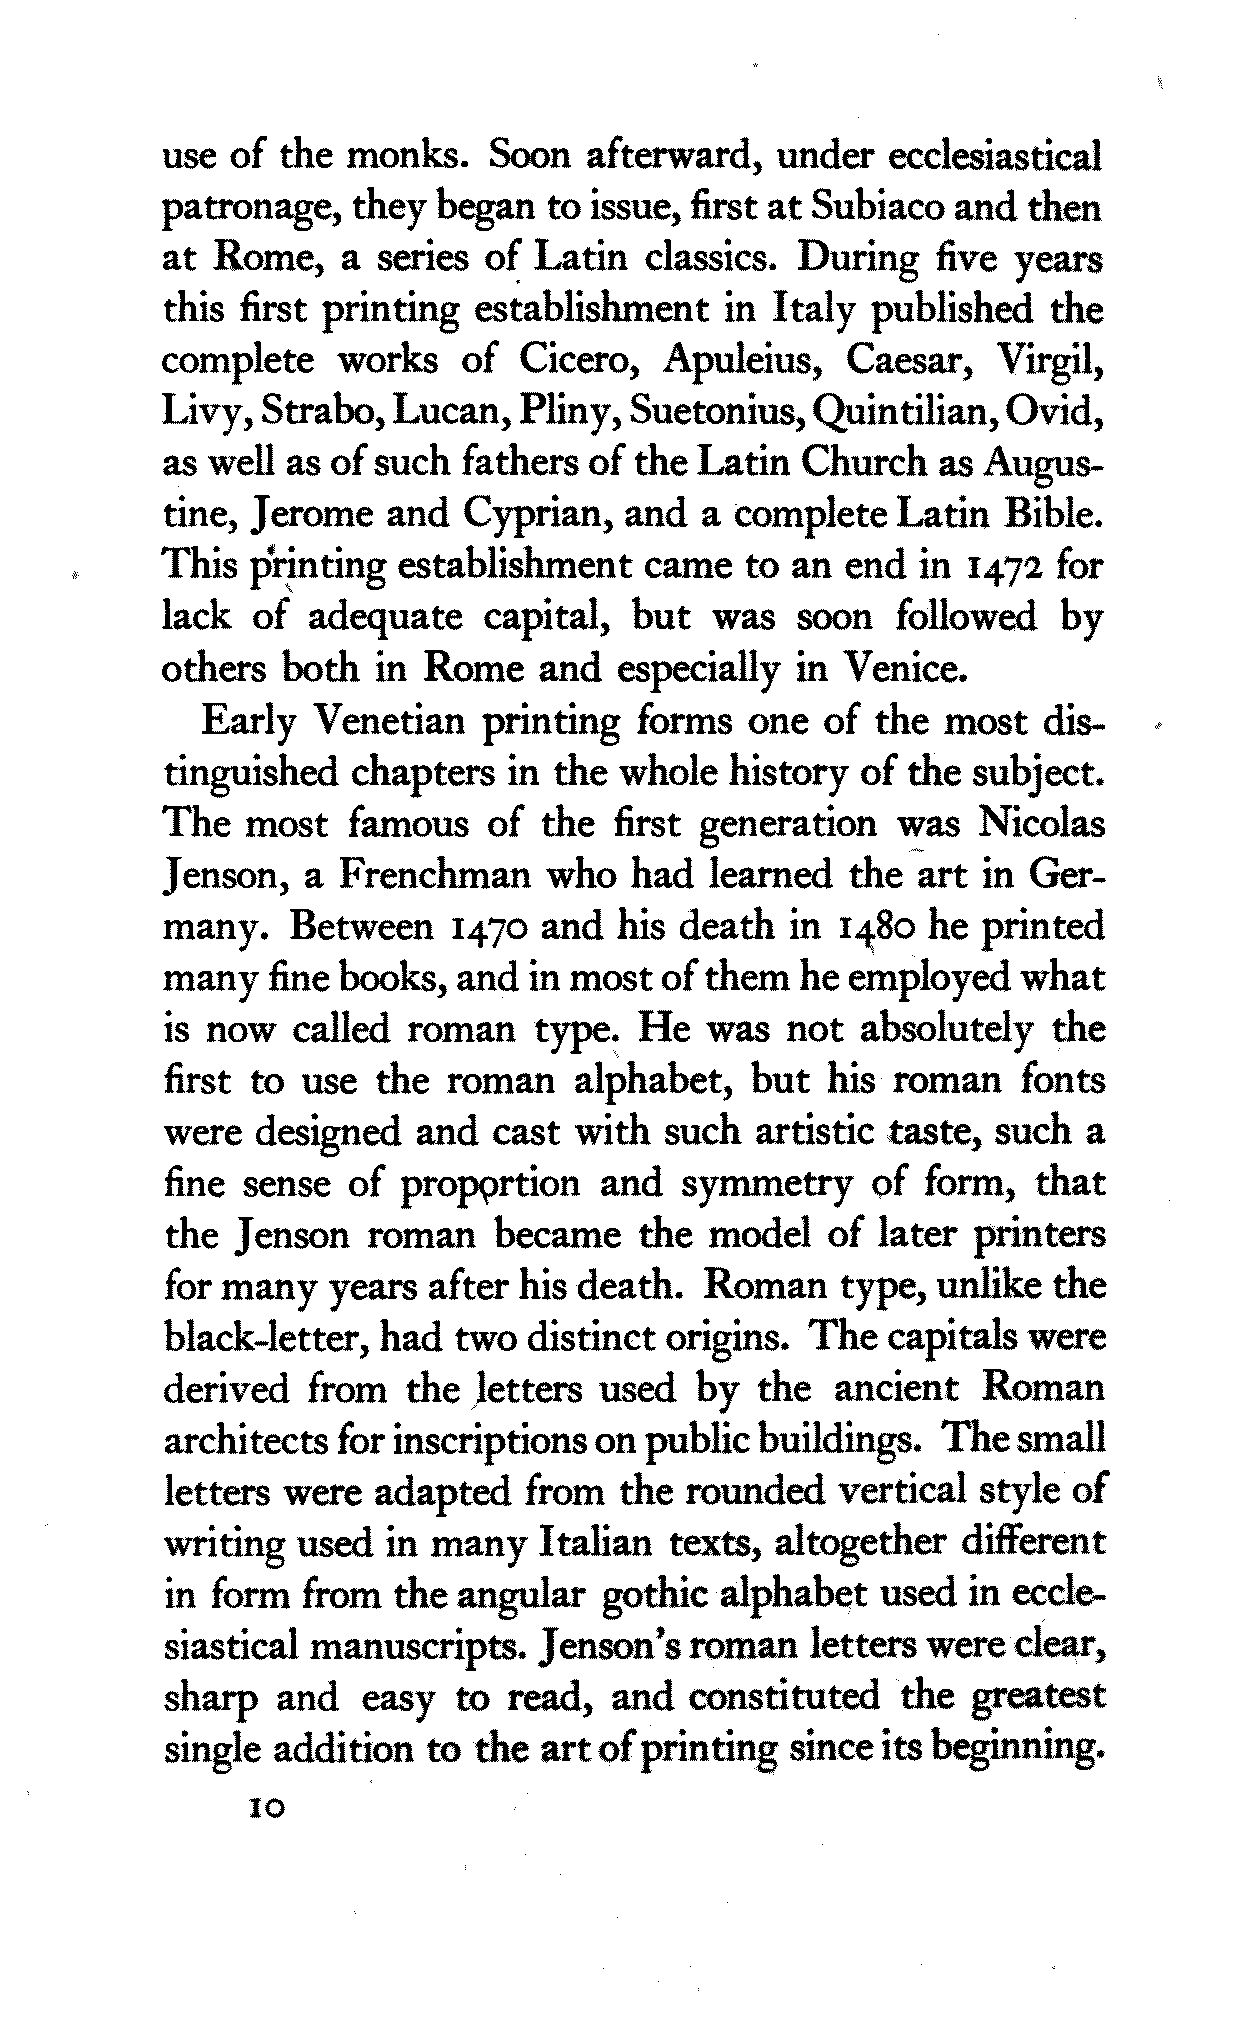 use of the monks. Soon afterward, under ecclesiastical
patronage, they began to issue, first at Subiaco and then
at Rome, a series of Latin classics. During five years
this first printing establishment in Italy published the
complete works of Cicero, Apuleius, Caesar, Virgil,
Livy, Strabo, Lucan, Pliny, Suetonius, Quintilian, Ovid,
as well as of such fathers of the Latin Church as Augus-
tine, Jerome and Cyprian, and a complete Latin Bible.
This printing establishment came to an end in 1472 for
lack of adequate capital, but was soon followed by
others both in Rome and especially in Venice.
Early Venetian printing forms one of the most dis-
tinguished chapters in the whole history of the subject.
The most famous of the first generation was Nicolas
Jenson, a Frenchman who had learned the art in Ger-
many. Between 1470 and his death in 1480 he printed
many fine books, and in most of them he employed what
is now called roman type. He was not absolutely the
first to use the roman alphabet, but his roman fonts
were designed and cast with such artistic taste, such a
fine sense of proportion and symmetry of form, that
the Jenson roman became the model of later printers
for many years after his death. Roman type, unlike the
black-letter, had two distinct origins. The capitals were
derived from the letters used by the ancient Roman
architects for inscriptions on public buildings. The small
letters were adapted from the rounded vertical style of
writing used in many Italian texts, altogether different
in form from the angular gothic alphabet used in eccle-
siastical manuscripts. Jenson's roman letters were clear,
sharp and easy to read, and constituted the greatest
single addition to the art of printing since its beginning.
10